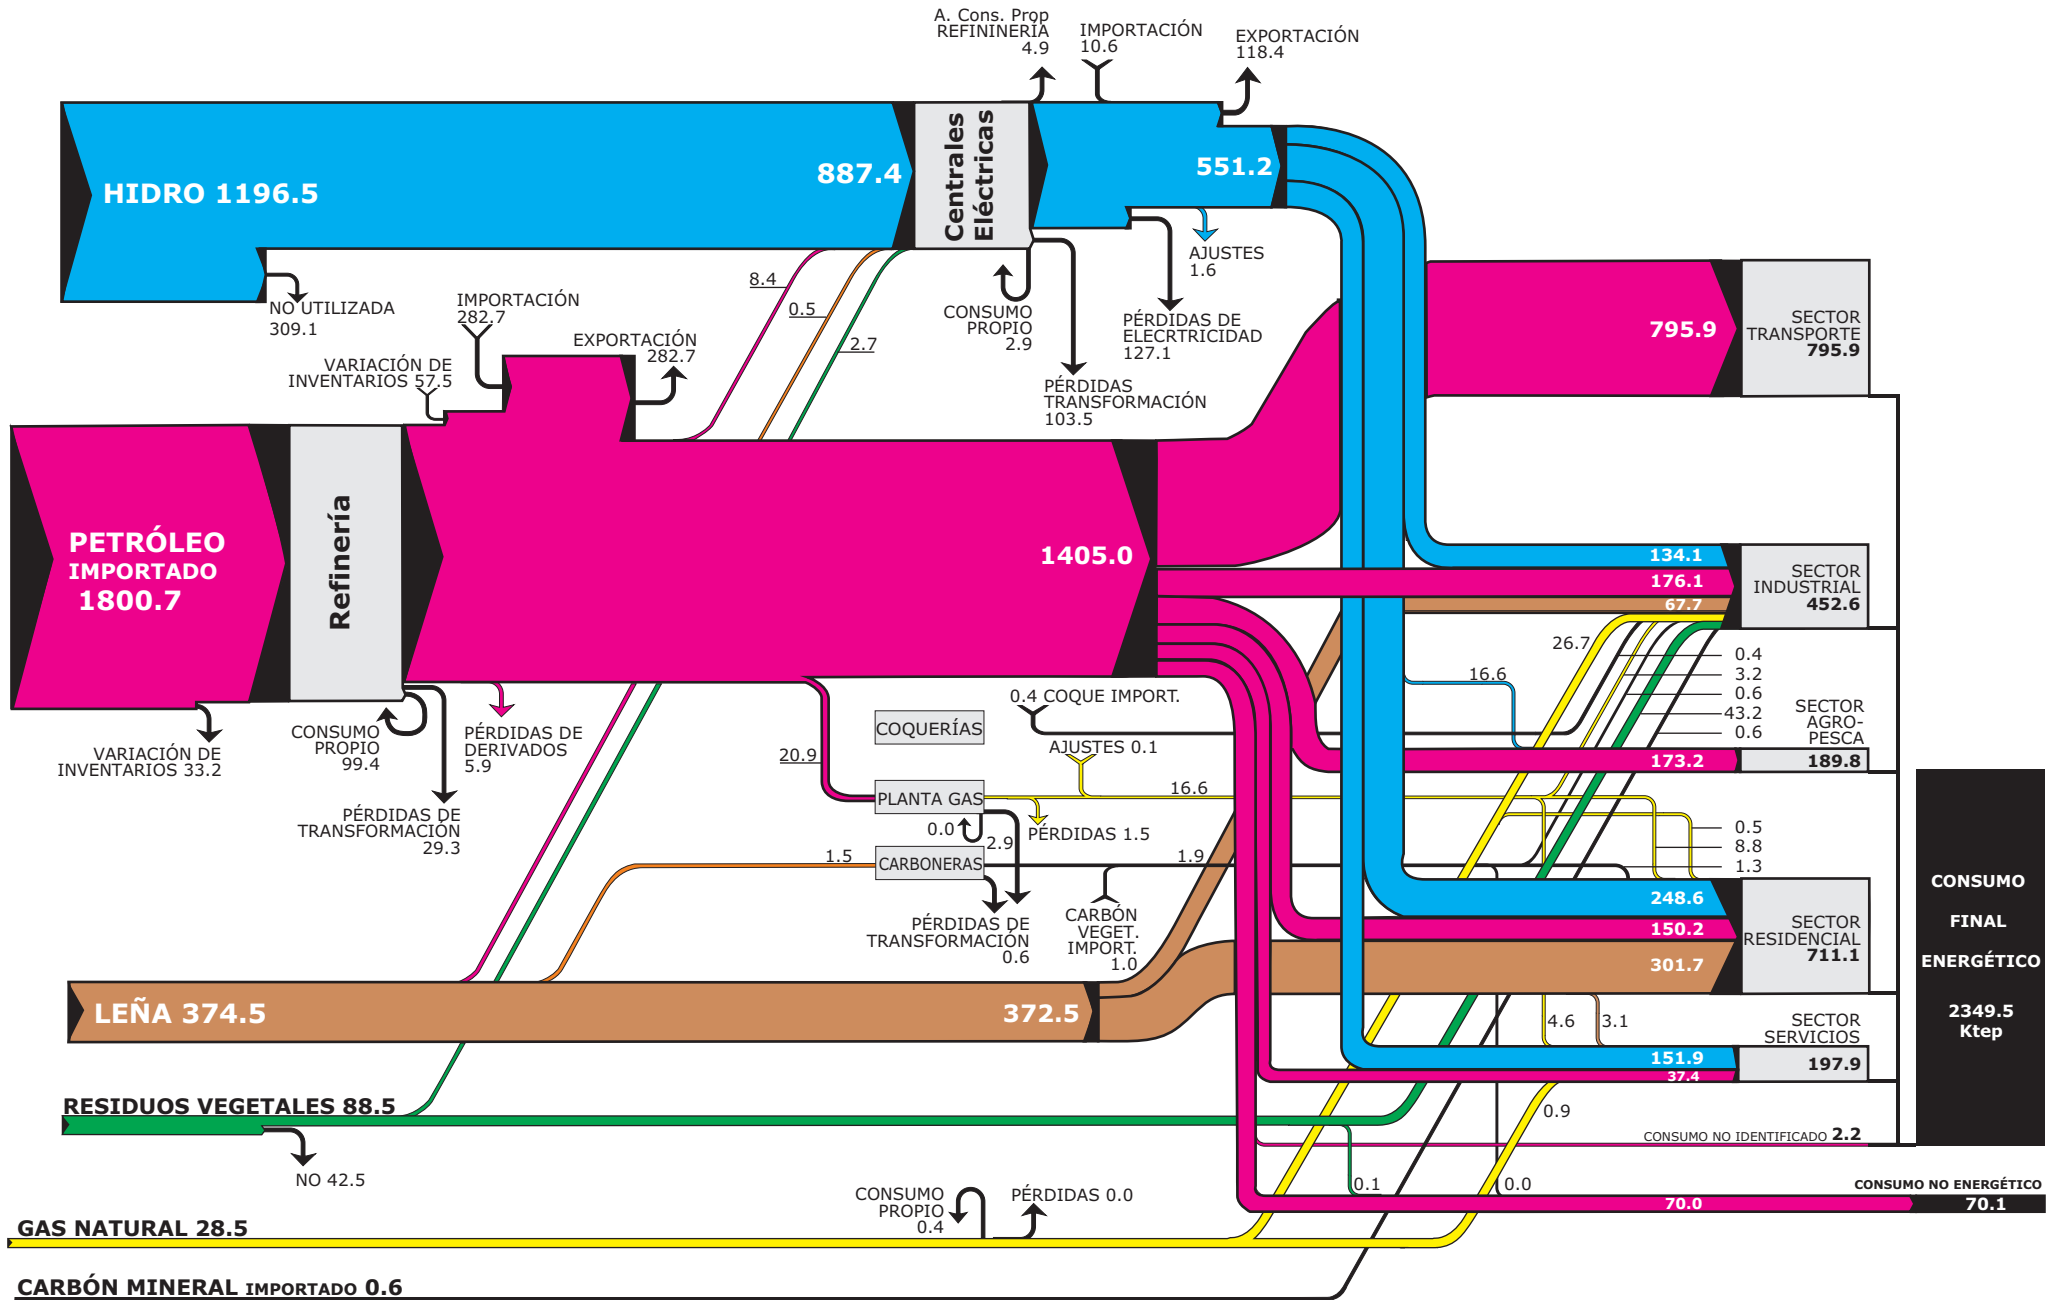 A. Cons. Prop
REFININERÍA
4.9
IMPORTACIÓN
10.6
EXPORTACIÓN
118.4
HIDRO 1196.5
887.4
Centrales
Eléctricas
551.2
NO UTILIZADA
309.1
8.4
0.5
2.7
CONSUMO
PROPIO
2.9
AJUSTES
1.6
PÉRDIDAS DE
ELECRTRICIDAD
127.1
PÉRDIDAS
TRANSFORMACIÓN
103.5
IMPORTACIÓN
282.7
VARIACIÓN DE
INVENTARIOS 57.5
EXPORTACIÓN
282.7
795.9
SECTOR
TRANSPORTE
795.9
PETRÓLEO
IMPORTADO
1800.7
Refinería
1405.0
134.1
176.1
67.7
SECTOR
INDUSTRIAL
452.6
26.7
0.4
3.2
0.6
43.2
0.6
16.6
SECTOR
AGRO-
PESCA
173.2
189.8
VARIACIÓN DE
INVENTARIOS 33.2
CONSUMO
PROPIO
99.4
PÉRDIDAS DE
TRANSFORMACIÓN
29.3
PÉRDIDAS DE
DERIVADOS
5.9
0.4 COQUE IMPORT.
COQUERÍAS
20.9
AJUSTES 0.1
PLANTA GAS
16.6
0.0
2.9
PÉRDIDAS 1.5
0.5
8.8
1.3
1.5
CARBONERAS
1.9
PÉRDIDAS DE
TRANSFORMACIÓN
0.6
CARBÓN
VEGET.
IMPORT.
1.0
248.6
150.2
301.7
SECTOR
RESIDENCIAL
711.1
CONSUMO
FINAL
ENERGÉTICO
2349.5
Ktep
LEÑA 374.5
372.5
4.6
3.1
SECTOR
SERVICIOS
151.9
37.4
197.9
RESIDUOS VEGETALES 88.5
NO 42.5
0.9
CONSUMO NO IDENTIFICADO 2.2
0.1
0.0
CONSUMO NO ENERGÉTICO
70.0
70.1
CONSUMO
PROPIO
0.4
PÉRDIDAS 0.0
GAS NATURAL 28.5
CARBÓN MINERAL IMPORTADO 0.6